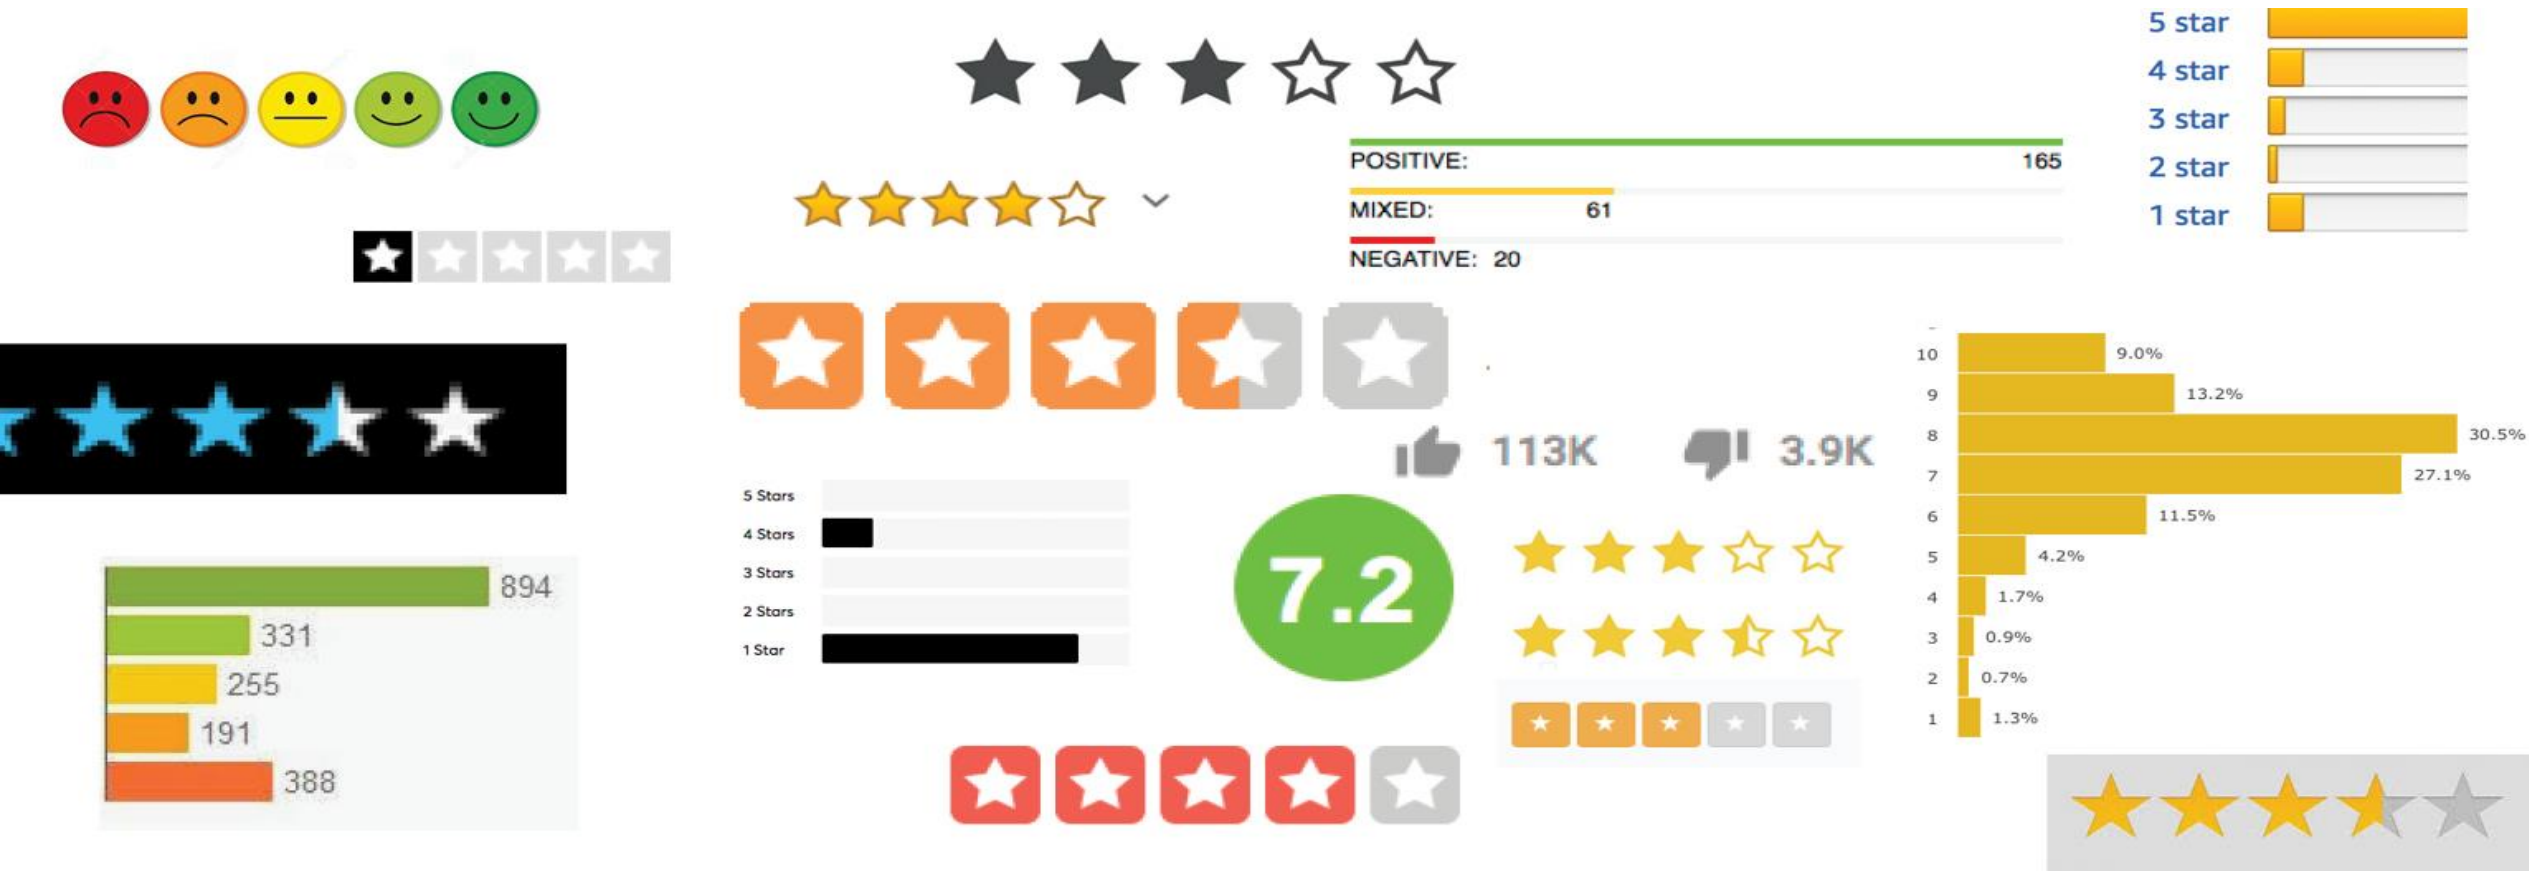 5 star
4 star
3 star
2 star
1 star
POSITIVE: 165
MIXED: 61
NEGATIVE: 20
10 9.0%
9 13.2%
8 30.5%
7 27.1%
6 11.5%
5 4.2%
4 1.7%
3 0.9%
2 0.7%
1 1.3%
113K 3.9K
5 Stars
4 Stars
3 Stars
2 Stars
1 Star
7.2
894
331
255
191
388